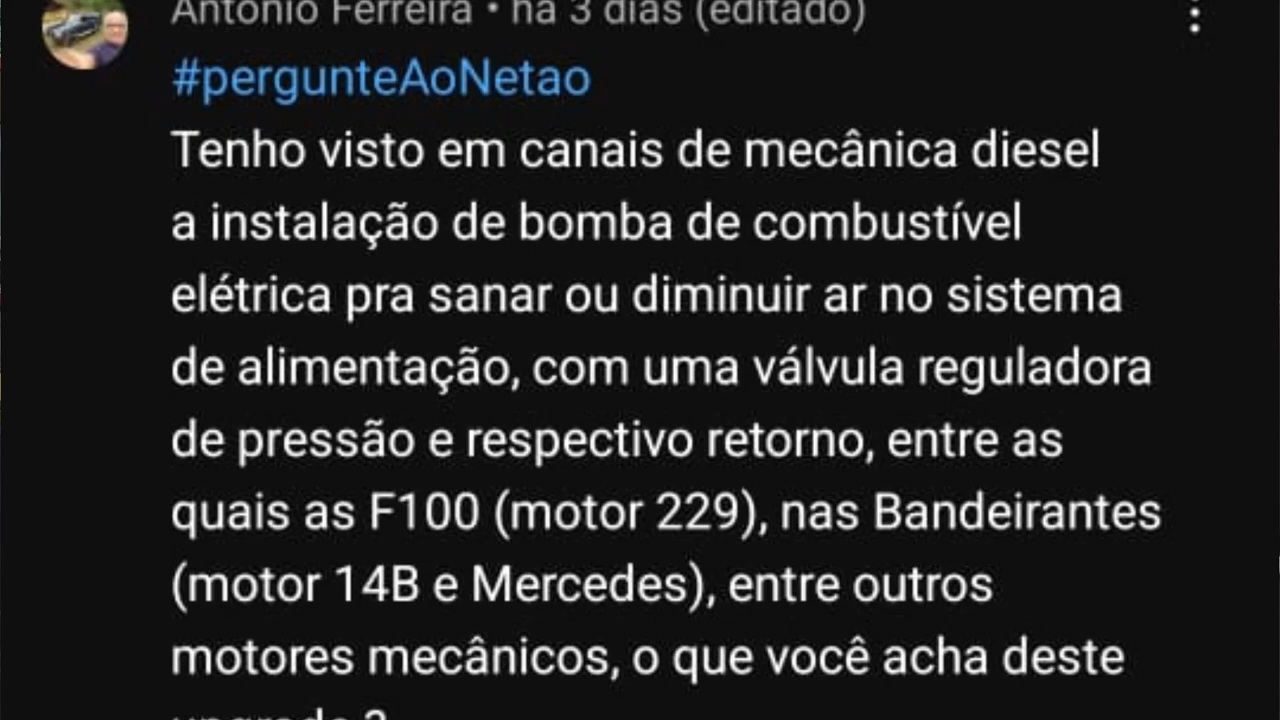 Antonio Ferreira • há 3 dias (editado)
#pergunteAoNetao
Tenho visto em canais de mecânica diesel
a instalação de bomba de combustível
elétrica pra sanar ou diminuir ar no sistema
de alimentação, com uma válvula reguladora
de pressão e respectivo retorno, entre as
quais as F100 (motor 229), nas Bandeirantes
(motor 14B e Mercedes), entre outros
motores mecânicos, o que você acha deste